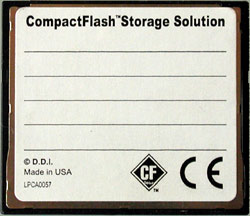 CompactFlash™ Storage Solution
© D.D.I.
Made in USA
LPCA0057
CF
CE